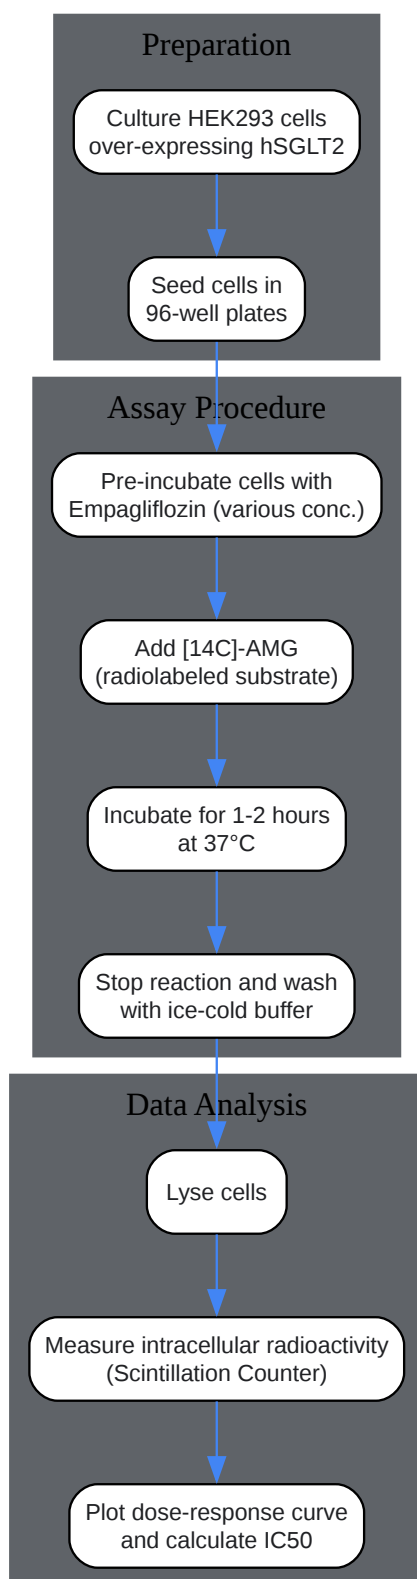 Preparation
Culture HEK293 cells
over-expressing hSGLT2
Seed cells in
96-well plates
Assay Procedure
Pre-incubate cells with
Empagliflozin (various conc.)
Add [14C]-AMG
(radiolabeled substrate)
Incubate for 1-2 hours
at 37°C
Stop reaction and wash
with ice-cold buffer
Data Analysis
Lyse cells
Measure intracellular radioactivity
(Scintillation Counter)
Plot dose-response curve
and calculate IC50